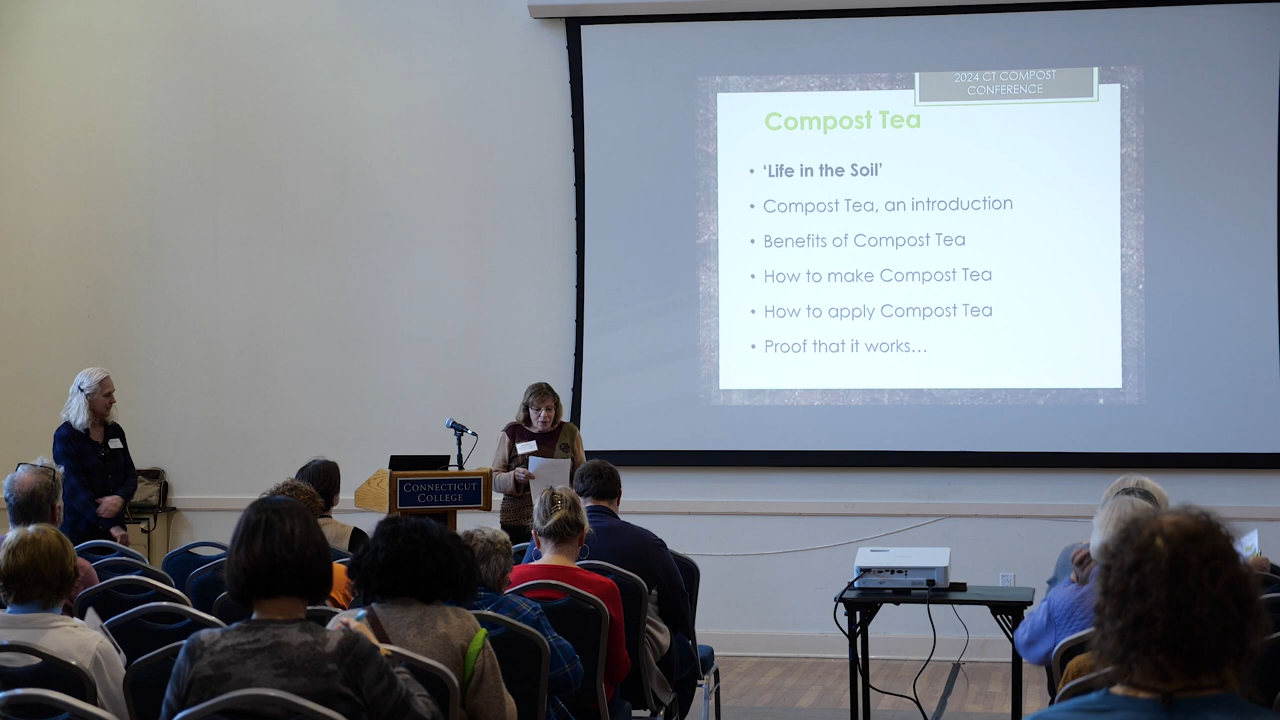 2024 CT COMPOST
CONFERENCE
Compost Tea
• ‘Life in the Soil’
• Compost Tea, an introduction
• Benefits of Compost Tea
• How to make Compost Tea
• How to apply Compost Tea
• Proof that it works…
CONNECTICUT
COLLEGE